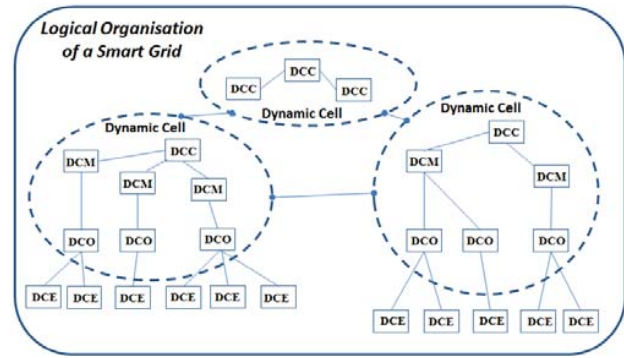 Logical Organisation
of a Smart Grid
DCC
DCC
DCC
Dynamic Cell
Dynamic Cell
DCC
DCM
DCM
DCM
DCO
DCO
DCO
DCE
DCE
DCE
DCE
DCE
DCE
Dynamic Cell
DCC
DCM
DCM
DCO
DCO
DCO
DCE
DCE
DCE
DCE
DCE